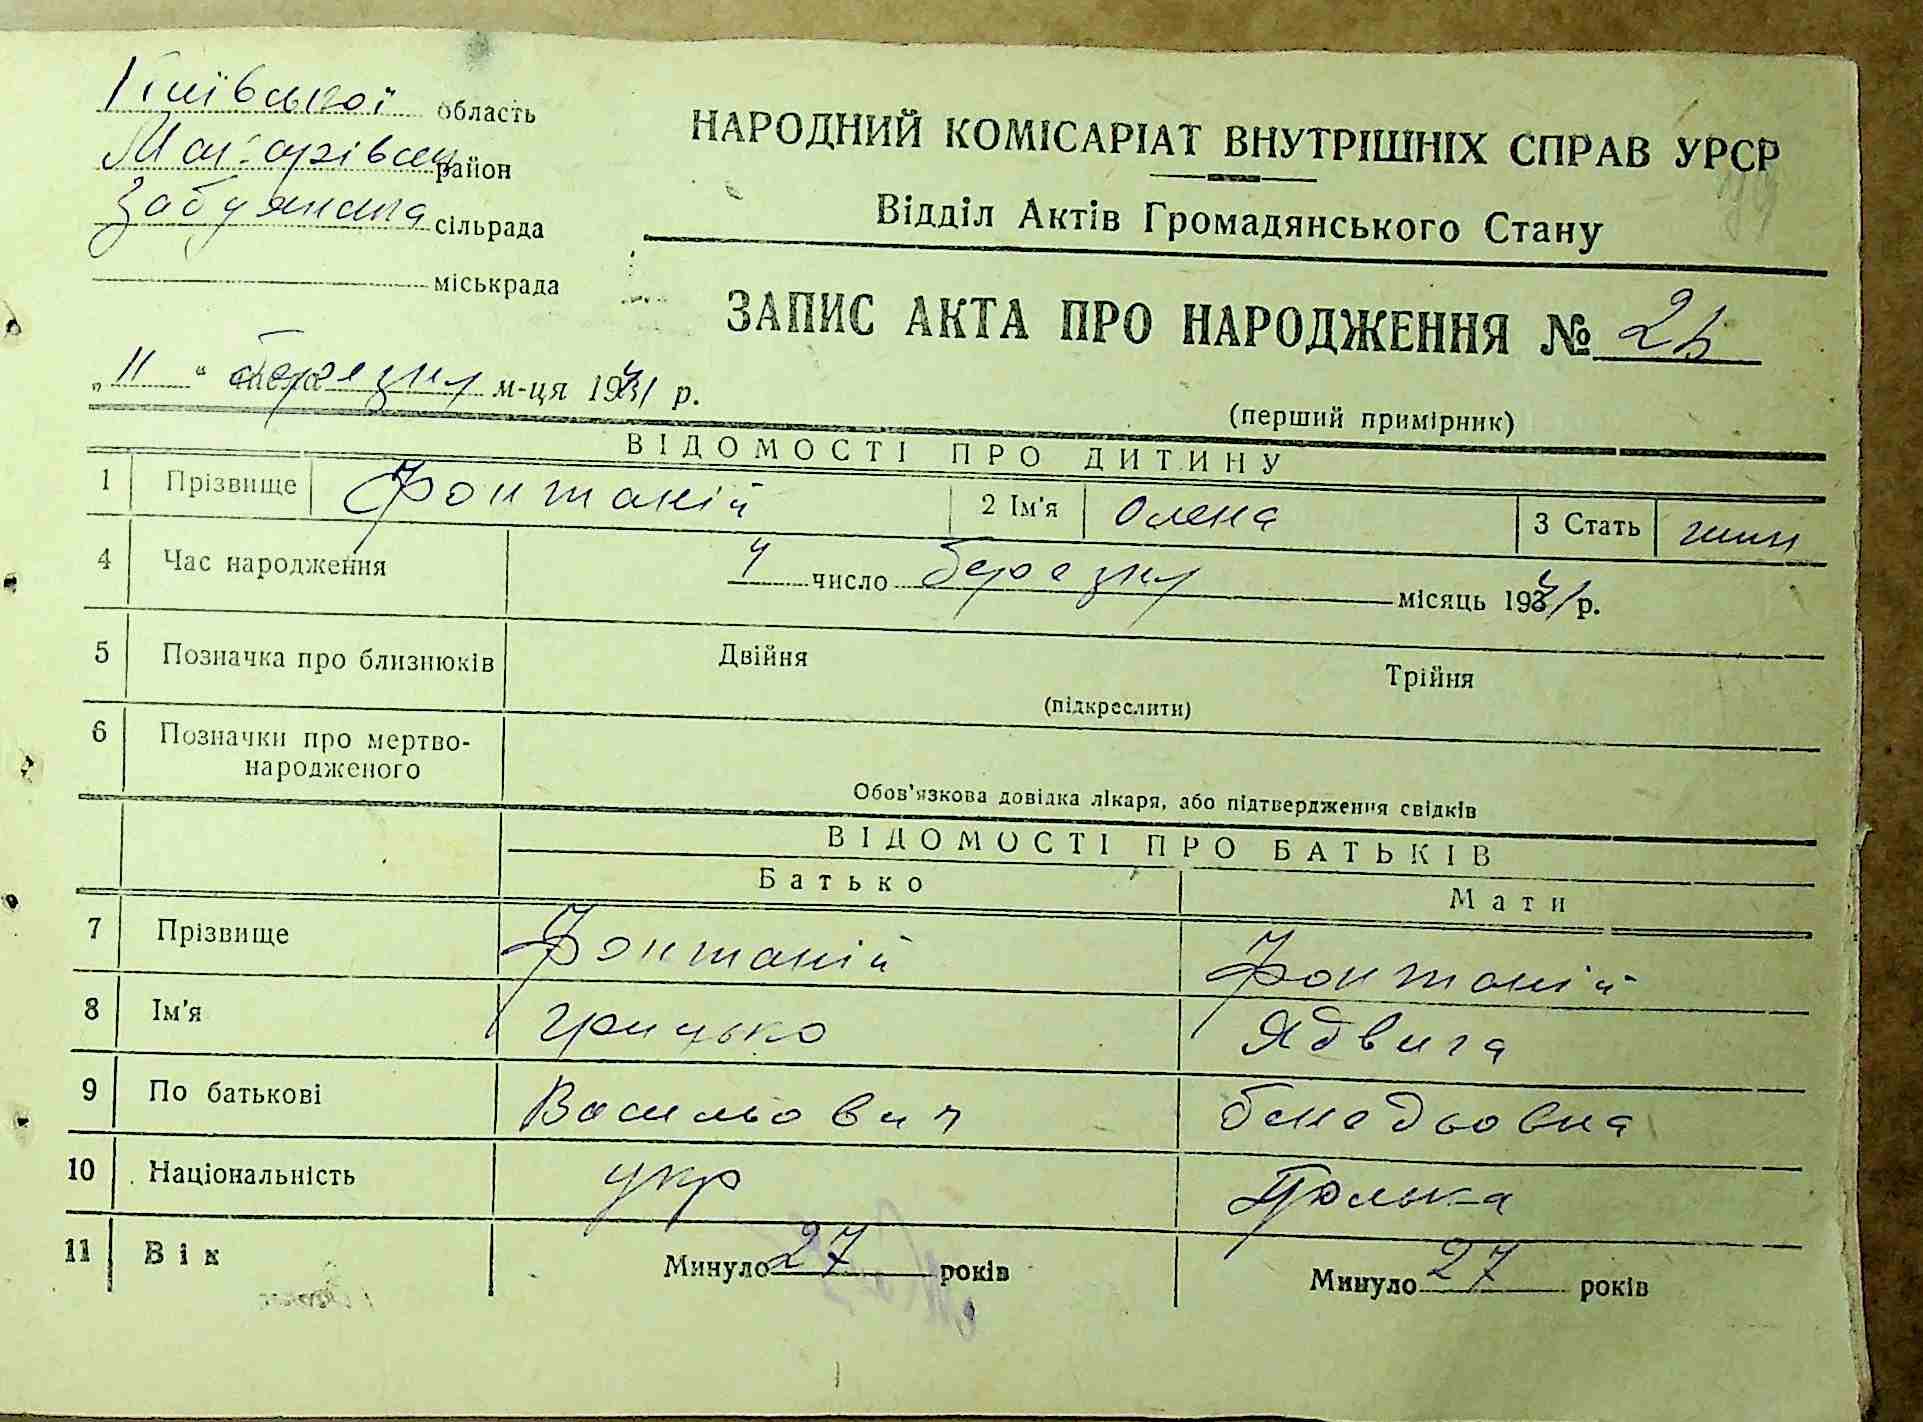 Київської область
Макарівськ район
Забуянська сільрада
міськрада
НАРОДНИЙ КОМІСАРІАТ ВНУТРІШНІХ СПРАВ УРСР
Відділ Актів Громадянського Стану
ЗАПИС АКТА ПРО НАРОДЖЕННЯ №
„11“ березня м-ця 1941 р.
(перший примірник)
ВІДОМОСТІ ПРО ДИТИНУ
1 Прізвище Фонтаній 2 Ім'я Олена 3 Стать жін
4 Час народження 4 число березня місяць 1941 р.
5 Позначка про близнюків Двійня Трійня
(підкреслити)
6 Позначки про мертво-
народженого
Обов'язкова довідка лікаря, або підтвердження свідків
ВІДОМОСТІ ПРО БАТЬКІВ
Батько Мати
7 Прізвище Фонтаній Фонтаній
8 Ім'я Грицько Ядвига
9 По батькові Васильович
10 Національність укр Полька
11 Вік Минуло 27 років Минуло 27 років